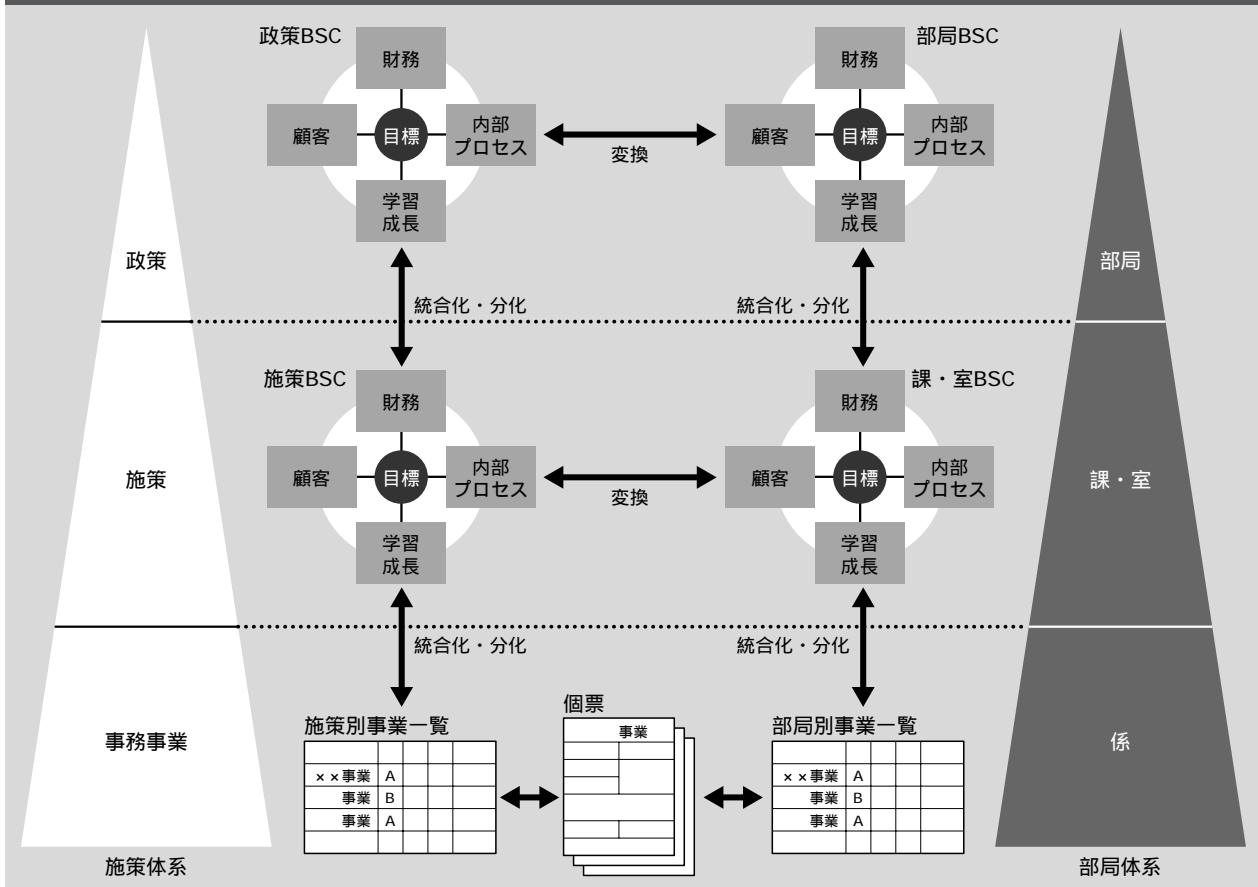 政策BSC
部局BSC
財務
財務
顧客
目標
内部
プロセス
変換
顧客
目標
内部
プロセス
学習
成長
学習
成長
政策
部局
統合化・分化
統合化・分化
施策BSC
課・室BSC
財務
財務
顧客
目標
内部
プロセス
変換
顧客
目標
内部
プロセス
施策
課・室
学習
成長
学習
成長
統合化・分化
統合化・分化
事務事業
係
施策別事業一覧
××事業 A
事業 B
事業 A
個票
事業
部局別事業一覧
××事業 A
事業 B
事業 A
施策体系
部局体系